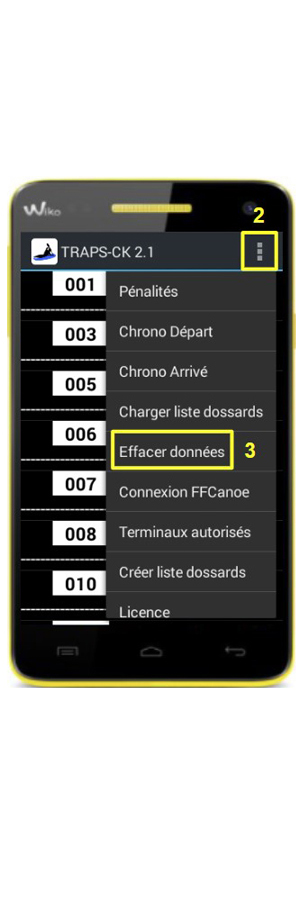 2
Wiko
TRAPS-CK 2.1
001
Pénalités
003
Chrono Départ
Chrono Arrivé
005
Charger liste dossards
006
Effacer données 3
007
Connexion FFCanoe
008
Terminaux autorisés
010
Créer liste dossards
Licence